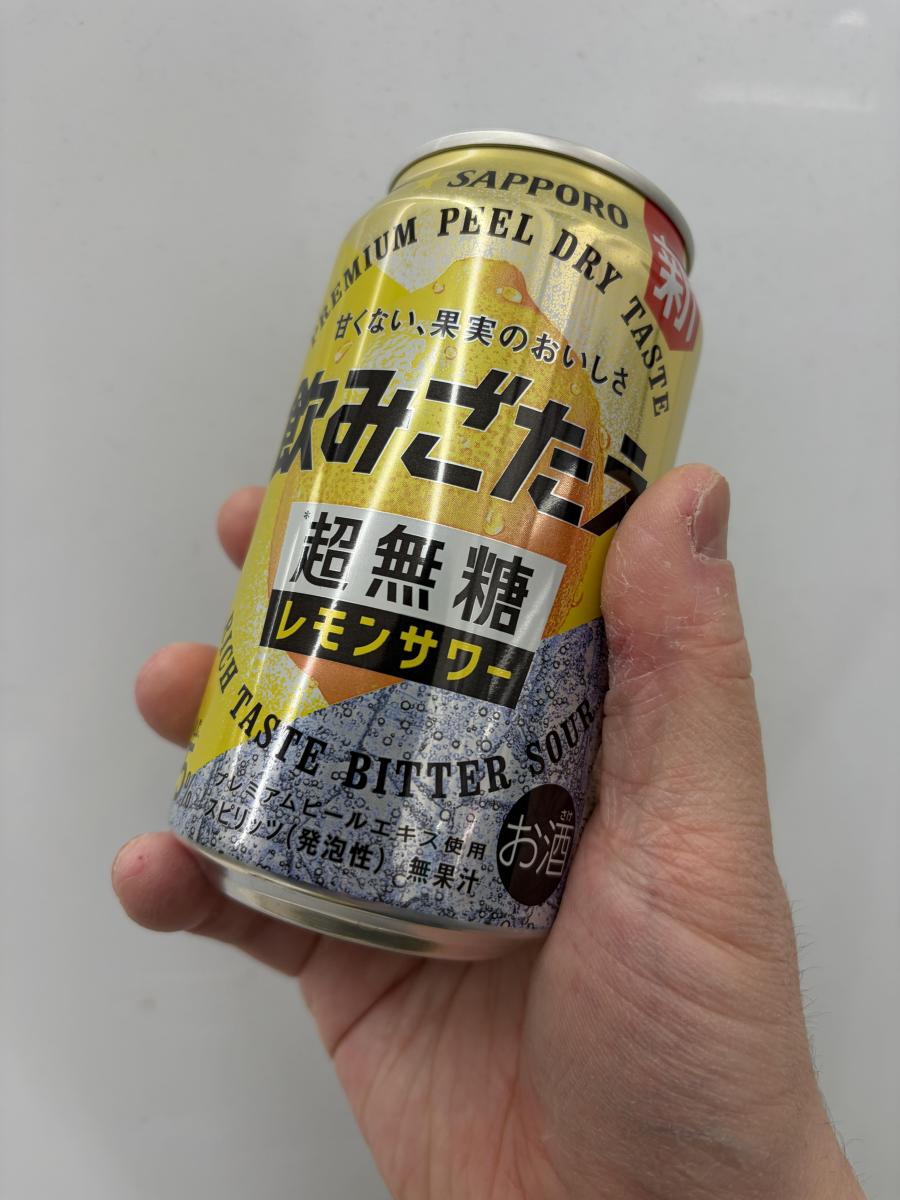 SAPPORO
新
PREMIUM PEEL DRY TASTE
甘くない、果実のおいしさ
飲みごたえ
*超無糖
レモンサワー
RICH TASTE BITTER SOUR
プレミアムピールエキス使用
スピリッツ(発泡性) 無果汁
さけ
お酒